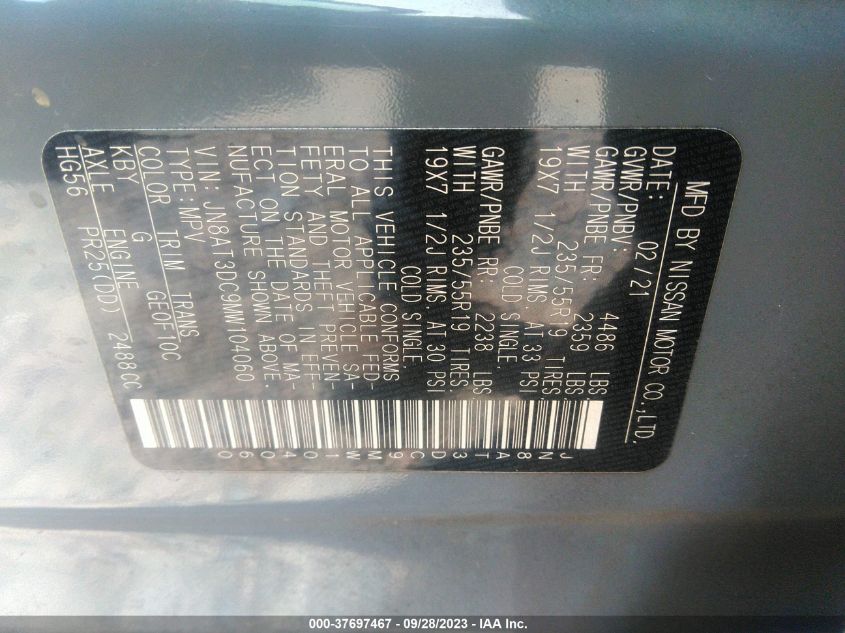 MFD BY NISSAN MOTOR CO.,LTD.
DATE: 02/21
GVWR/PNBV: 4486 LBS.
GAWR/PNBE FR: 2359 LBS.
WITH 235/55R19 TIRES
19X7 1/2J RIMS AT 33 PSI
COLD SINGLE.
GAWR/PNBE RR: 2238 LBS
WITH 235/55R19 TIRES
19X7 1/2J RIMS AT 30 PSI
COLD SINGLE.
THIS VEHICLE CONFORMS
TO ALL APPLICABLE FED-
ERAL MOTOR VEHICLE SA-
FETY AND THEFT PREVEN-
TION STANDARDS IN EFF-
ECT ON THE DATE OF MA-
NUFACTURE SHOWN ABOVE.
VIN: JN8AT3DC9MW104060
TYPE: MPV
COLOR TRIM TRANS
KBY G GE0F10C
AXLE ENGINE
HG56 PR25(DD) 2488CC
JN8AT3DC9MW104060
000-37697467 - 09/28/2023 - IAA Inc.